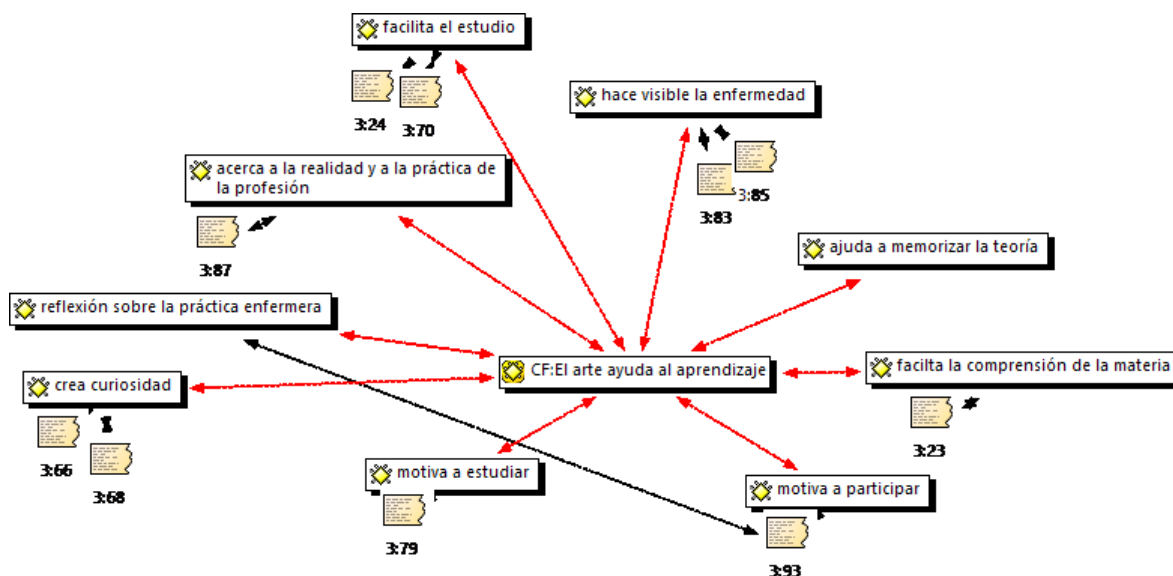 facilita el estudio
3:24
3:70
hace visible la enfermedad
3:83
3:85
acerca a la realidad y a la práctica de
la profesión
3:87
ajuda a memorizar la teoría
reflexión sobre la práctica enfermera
CF:El arte ayuda al aprendizaje
facilta la comprensión de la materia
3:23
crea curiosidad
3:66
3:68
motiva a estudiar
3:79
motiva a participar
3:93